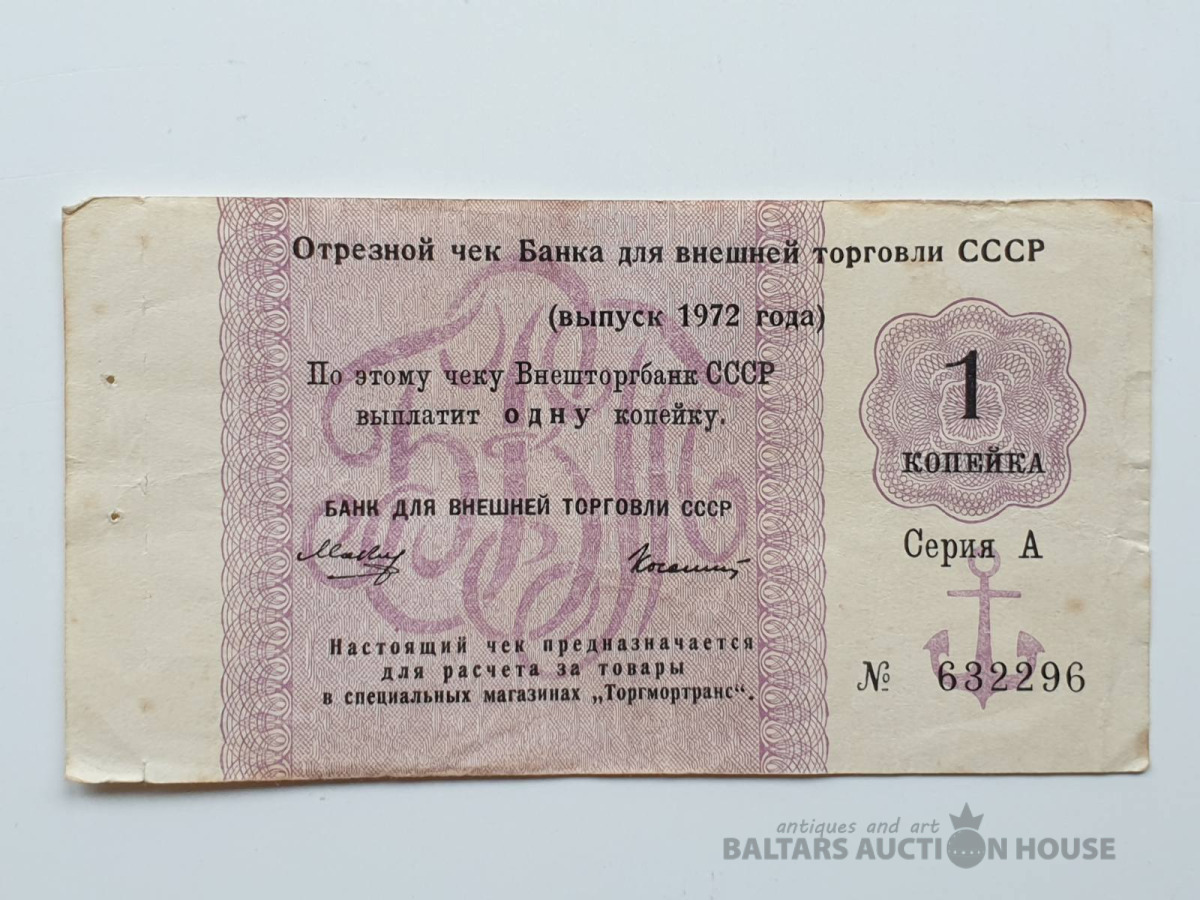 Отрезной чек Банка для внешней торговли СССР
(выпуск 1972 года)
По этому чеку Внешторгбанк СССР
выплатит одну копейку.
БАНК ДЛЯ ВНЕШНЕЙ ТОРГОВЛИ СССР
Настоящий чек предназначается
для расчета за товары
в специальных магазинах „Торгмортранс“.
1
КОПЕЙКА
Серия А
№ 632296
antiques and art
BALTARS AUCTION HOUSE